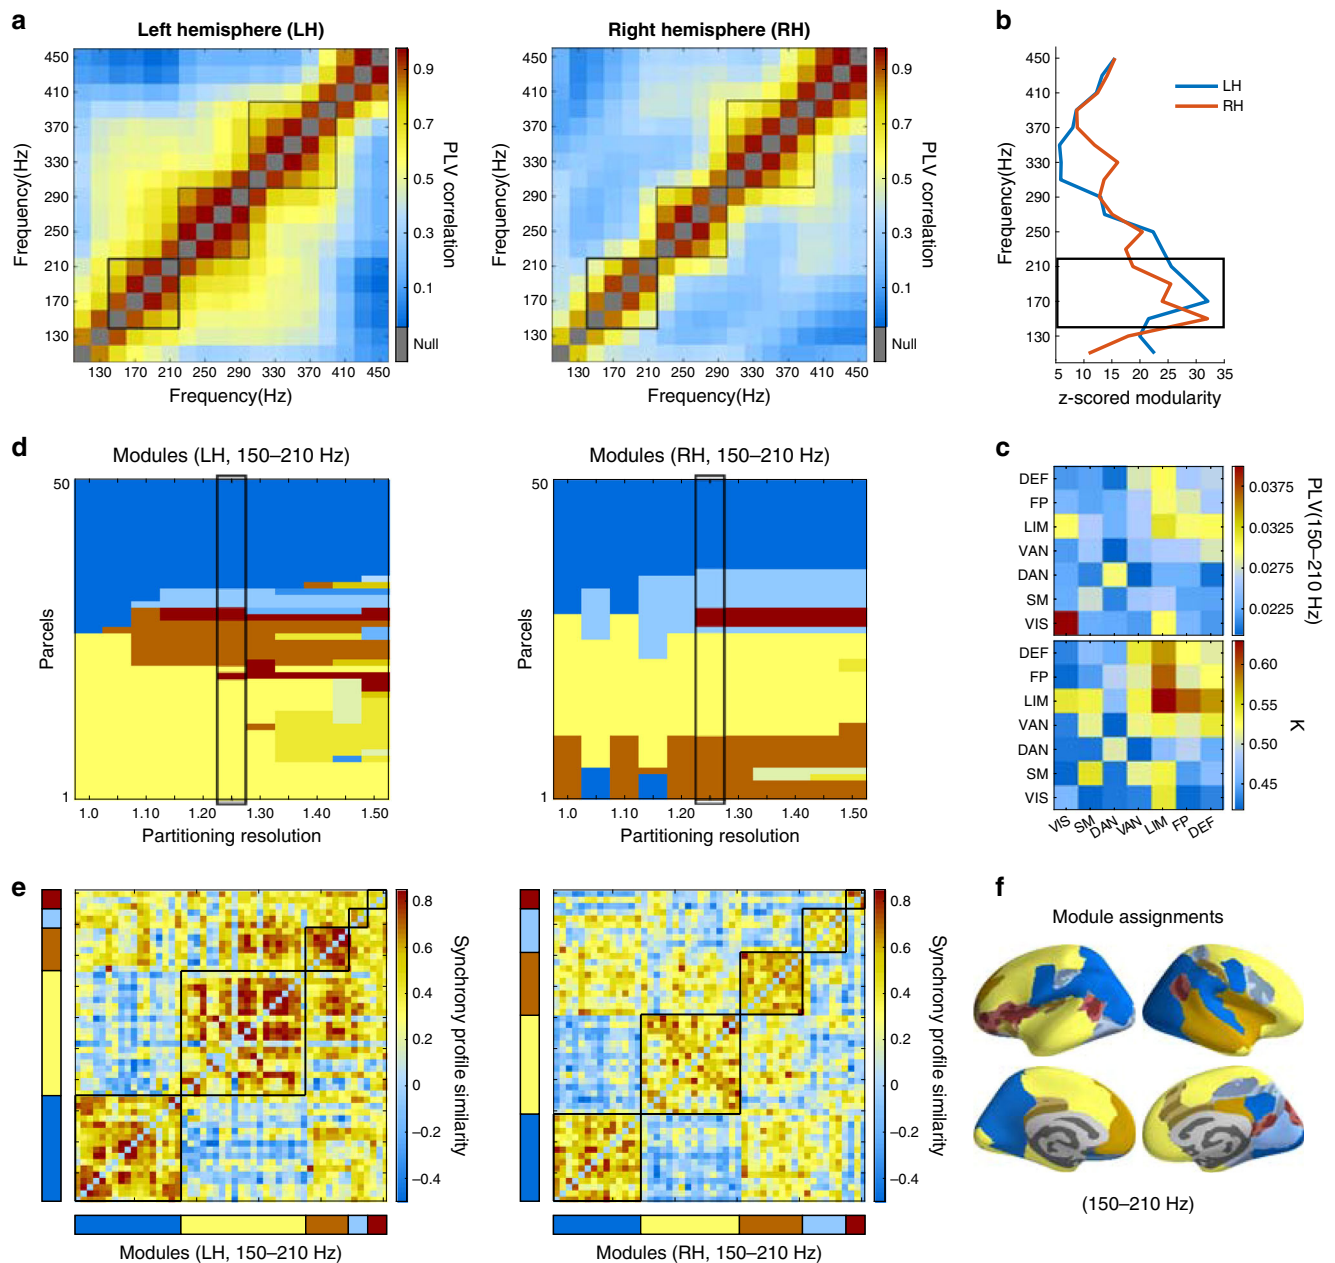 a
Left hemisphere (LH)
450
410
370
330
290
250
210
170
130
Frequency(Hz)
130 170 210 250 290 330 370 410 450
Frequency(Hz)
0.9
0.7
0.5
0.3
0.1
Null
PLV correlation
Right hemisphere (RH)
450
410
370
330
290
250
210
170
130
Frequency(Hz)
130 170 210 250 290 330 370 410 450
Frequency(Hz)
0.9
0.7
0.5
0.3
0.1
Null
PLV correlation
b
450
410
370
330
290
250
210
170
130
Frequency(Hz)
LH
RH
5 10 15 20 25 30 35
z-scored modularity
d
Modules (LH, 150–210 Hz)
50
Parcels
1
1.0 1.10 1.20 1.30 1.40 1.50
Partitioning resolution
Modules (RH, 150–210 Hz)
50
Parcels
1
1.0 1.10 1.20 1.30 1.40 1.50
Partitioning resolution
c
DEF
FP
LIM
VAN
DAN
SM
VIS
0.0375
0.0325
0.0275
0.0225
PLV(150–210 Hz)
DEF
FP
LIM
VAN
DAN
SM
VIS
VIS SM DAN VAN LIM FP DEF
0.60
0.55
0.50
0.45
K
e
0.8
0.6
0.4
0.2
0
–0.2
–0.4
Synchrony profile similarity
Modules (LH, 150–210 Hz)
0.8
0.6
0.4
0.2
0
–0.2
–0.4
Synchrony profile similarity
Modules (RH, 150–210 Hz)
f
Module assignments
(150–210 Hz)